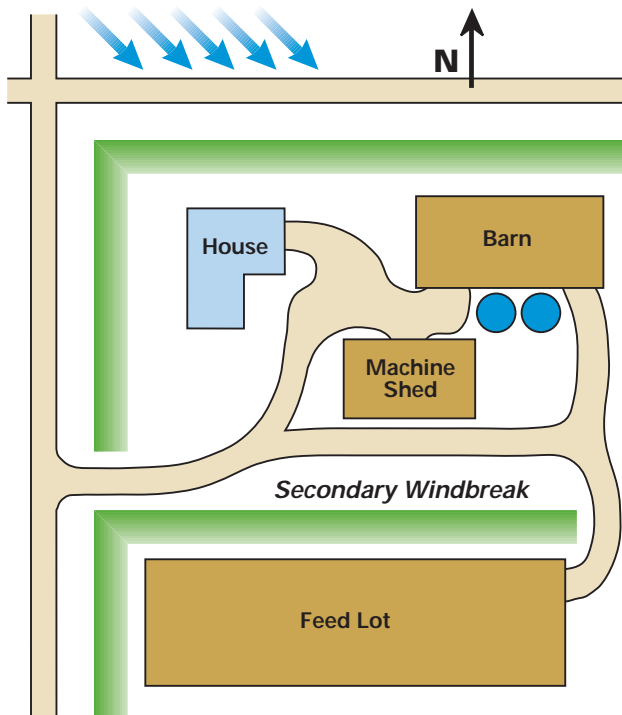 N
House
Barn
Machine
Shed
Secondary Windbreak
Feed Lot